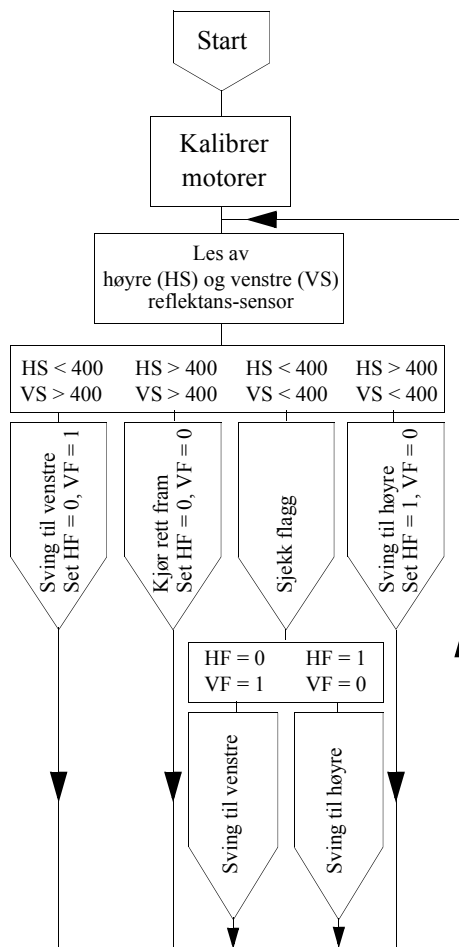 Start
Kalibrer
motorer
Les av
høyre (HS) og venstre (VS)
reflektans-sensor
HS < 400
VS > 400
HS > 400
VS > 400
HS < 400
VS < 400
HS > 400
VS < 400
Sving til venstre
Set HF = 0, VF = 1
Kjør rett fram
Set HF = 0, VF = 0
Sjekk flagg
Sving til høyre
Set HF = 1, VF = 0
HF = 0
VF = 1
HF = 1
VF = 0
Sving til venstre
Sving til høyre